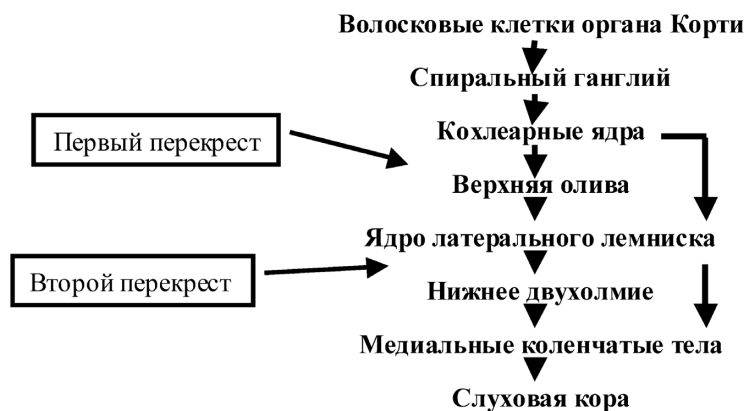 Волосковые клетки органа Корти
Спиральный ганглий
Первый перекрест
Кохлеарные ядра
Верхняя олива
Ядро латерального лемниска
Второй перекрест
Нижнее двухолмие
Медиальные коленчатые тела
Слуховая кора